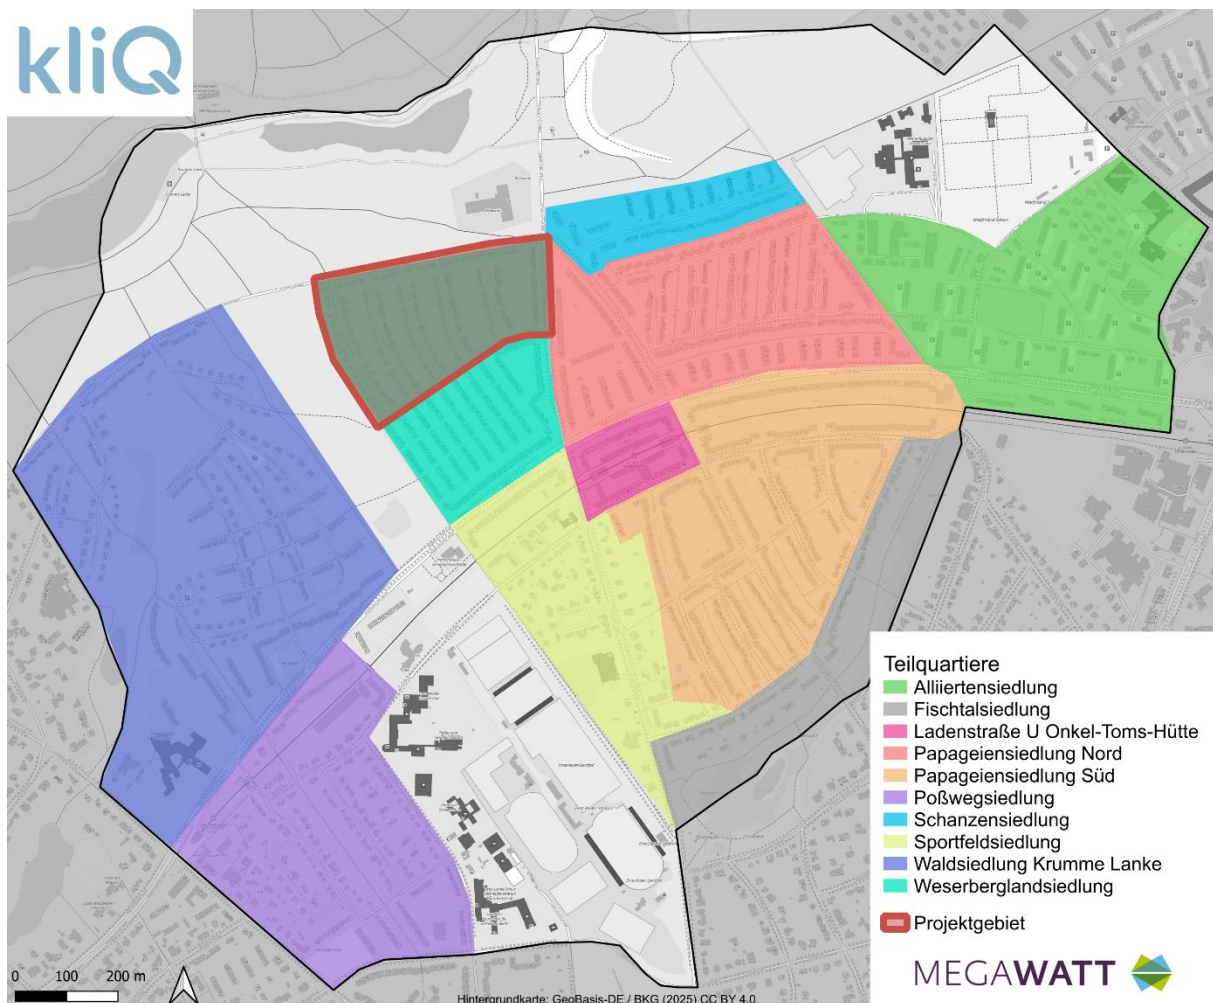 kliQ
Teilquartiere
Alliiertensiedlung
Fischtalsiedlung
Ladenstraße U Onkel-Toms-Hütte
Papageiensiedlung Nord
Papageiensiedlung Süd
Poßwegsiedlung
Schanzensiedlung
Sportfeldsiedlung
Waldsiedlung Krumme Lanke
Weserberglandsiedlung
Projektgebiet
MEGAWATT
0 100 200 m
Hintergrundkarte: GeoBasis-DE / BKG (2025) CC BY 4.0